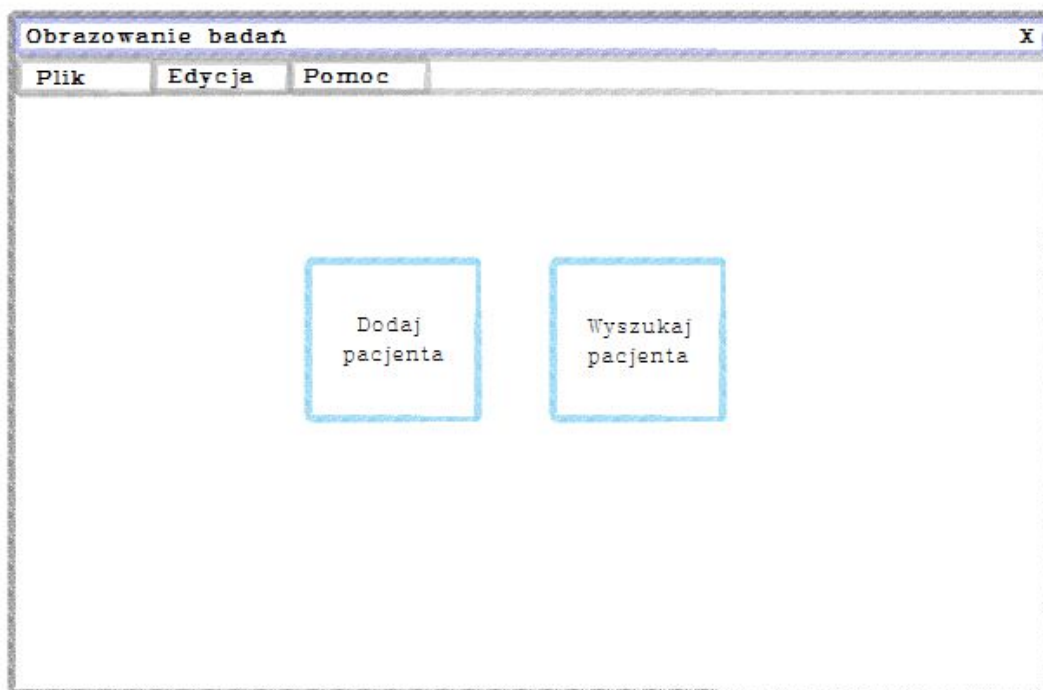 Obrazowanie badań X
Plik Edycja Pomoc
Dodaj
pacjenta
Wyszukaj
pacjenta